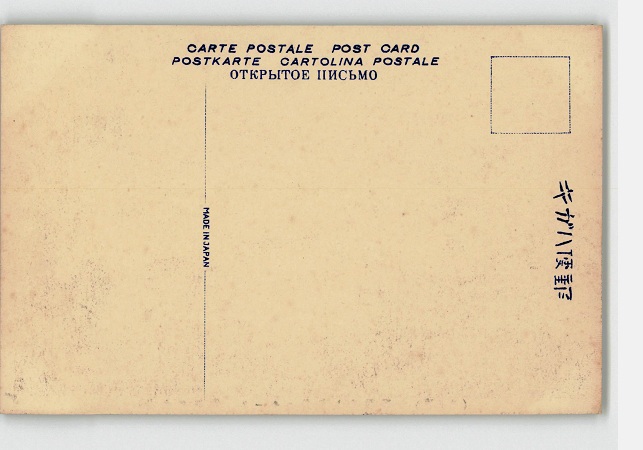 CARTE POSTALE POST CARD
POSTKARTE CARTOLINA POSTALE
ОТКРЫТОЕ ПИСЬМО
MADE IN JAPAN
郵便ハガキ